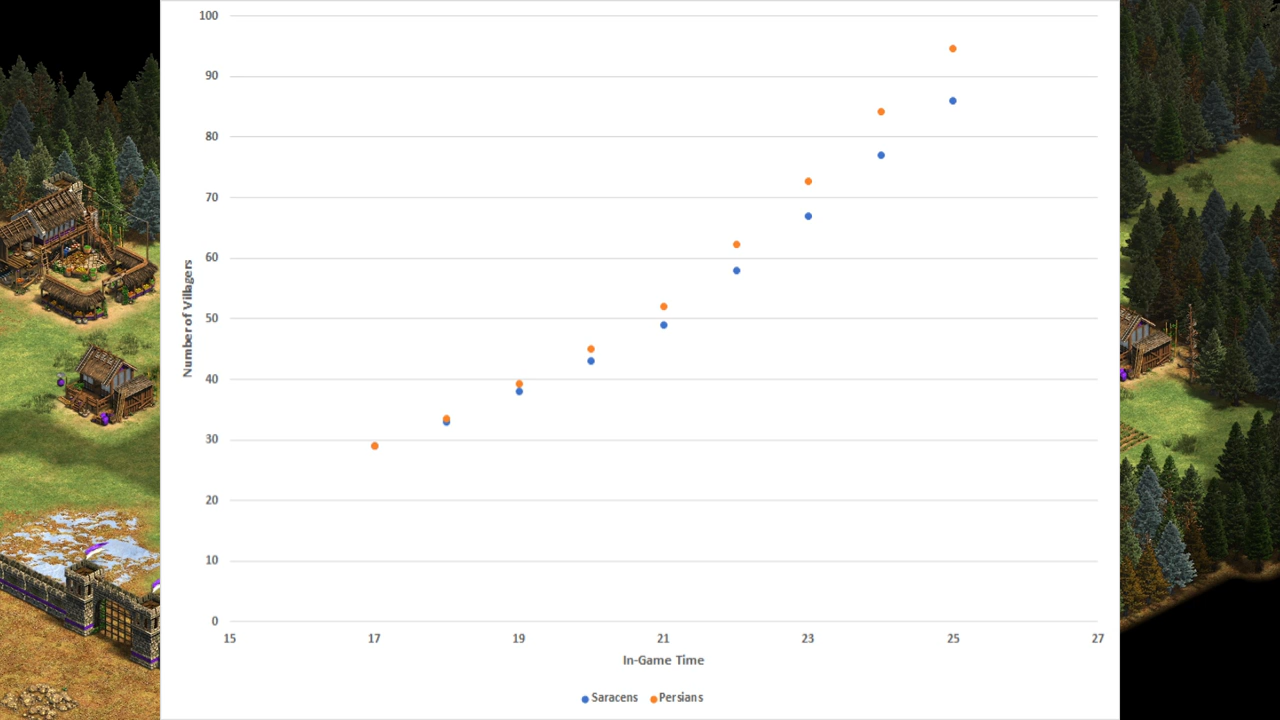 100
90
80
70
60
50
40
30
20
10
0
Number of Villagers
15 17 19 21 23 25 27
In-Game Time
Saracens Persians